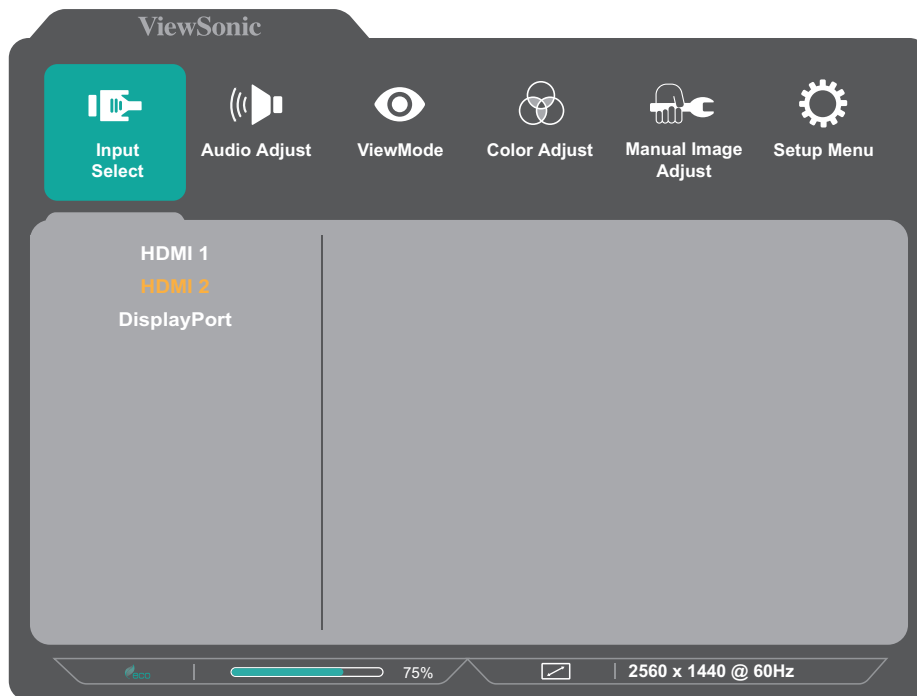 ViewSonic
Input
Select
Audio Adjust
ViewMode
Color Adjust
Manual Image
Adjust
Setup Menu
HDMI 1
HDMI 2
DisplayPort
eco
75%
2560 x 1440 @ 60Hz